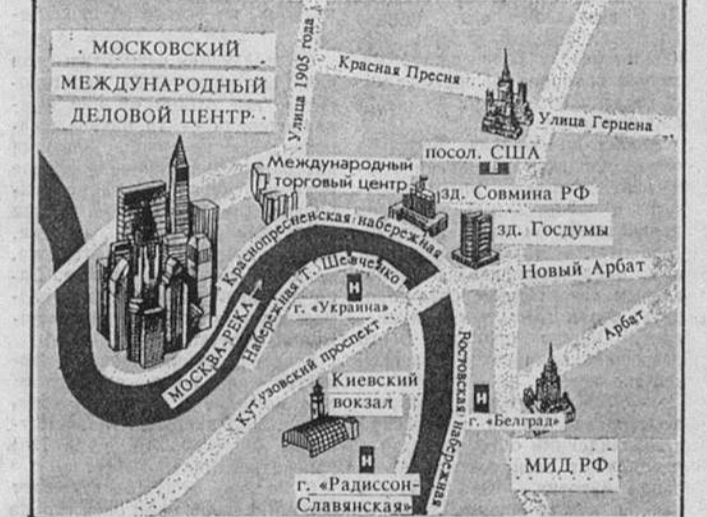 МОСКОВСКИЙ
МЕЖДУНАРОДНЫЙ
ДЕЛОВОЙ ЦЕНТР
Улица 1905 года
Красная Пресня
Улица Герцена
посол. США
Международный
торговый центр
зд. Совмина РФ
зд. Госдумы
Краснопресненская набережная
Новый Арбат
Набережная Т. Шевченко
г. «Украина»
МОСКВА-РЕКА
Арбат
Кутузовский проспект
Ростовская набережная
Киевский
вокзал
г. «Белград»
МИД РФ
г. «Радиссон-
Славянская»